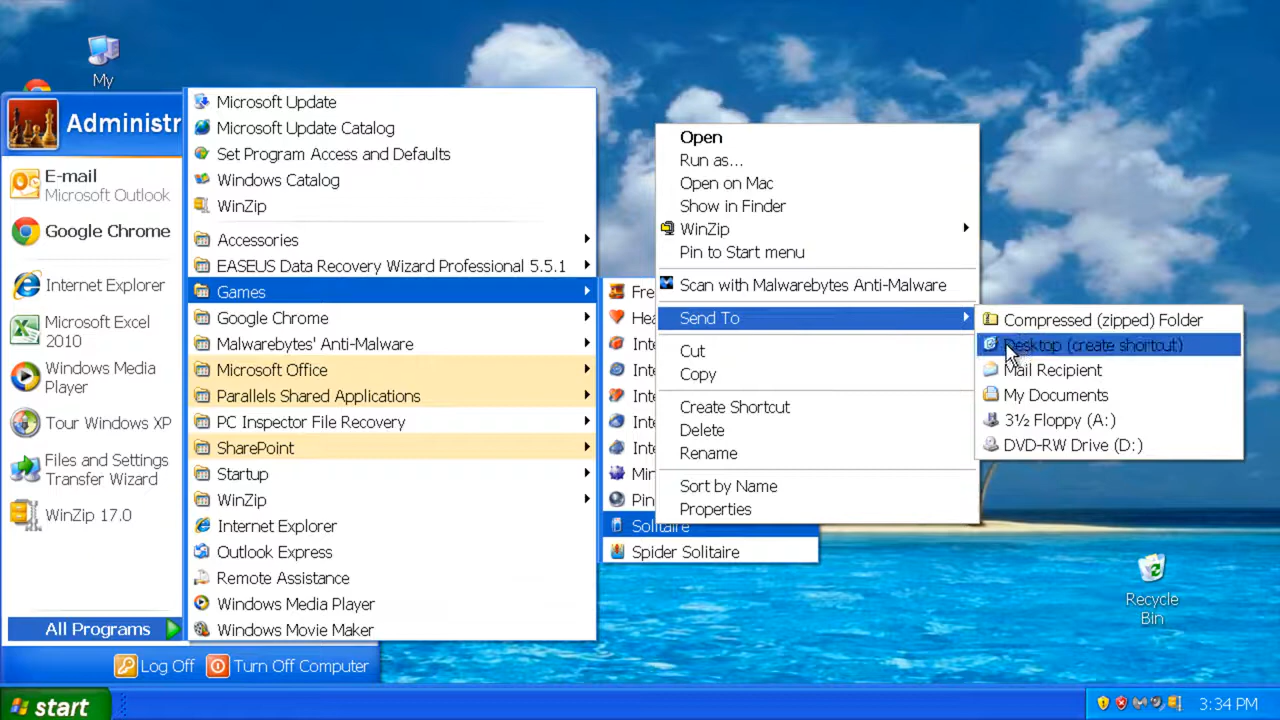 My
Administr
E-mail
Microsoft Outlook
Google Chrome
Internet Explorer
Microsoft Excel
2010
Windows Media
Player
Tour Windows XP
Files and Settings
Transfer Wizard
WinZip 17.0
All Programs
Log Off
Turn Off Computer
start
Microsoft Update
Microsoft Update Catalog
Set Program Access and Defaults
Windows Catalog
WinZip
Accessories
EASEUS Data Recovery Wizard Professional 5.5.1
Games
Google Chrome
Malwarebytes' Anti-Malware
Microsoft Office
Parallels Shared Applications
PC Inspector File Recovery
SharePoint
Startup
WinZip
Internet Explorer
Outlook Express
Remote Assistance
Windows Media Player
Windows Movie Maker
Fre
Hea
Inte
Inte
Inte
Inte
Inte
Min
Pin
Solitaire
Spider Solitaire
Open
Run as...
Open on Mac
Show in Finder
WinZip
Pin to Start menu
Scan with Malwarebytes Anti-Malware
Send To
Cut
Copy
Create Shortcut
Delete
Rename
Sort by Name
Properties
Compressed (zipped) Folder
Desktop (create shortcut)
Mail Recipient
My Documents
3½ Floppy (A:)
DVD-RW Drive (D:)
Recycle
Bin
3:34 PM